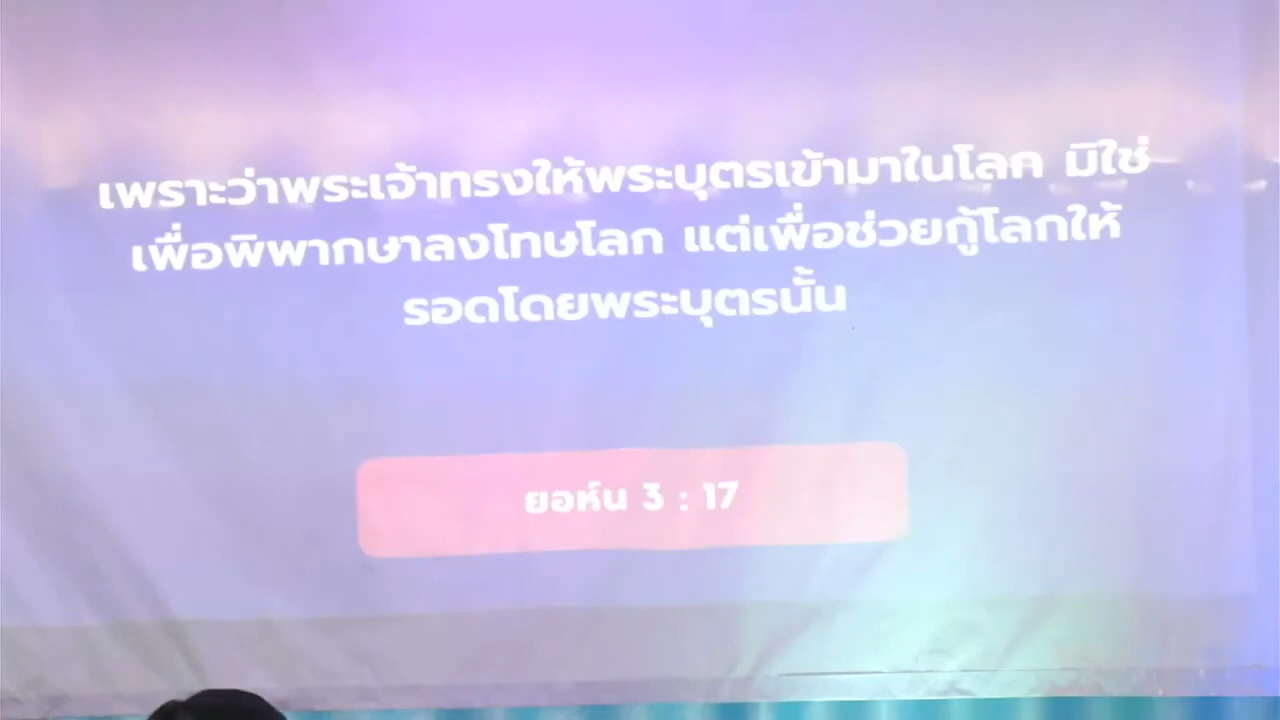 เพราะว่าพระเจ้าทรงให้พระบุตรเข้ามาในโลก มิใช่
เพื่อพิพากษาลงโทษโลก แต่เพื่อช่วยกู้โลกให้
รอดโดยพระบุตรนั้น
ยอห์น 3 : 17